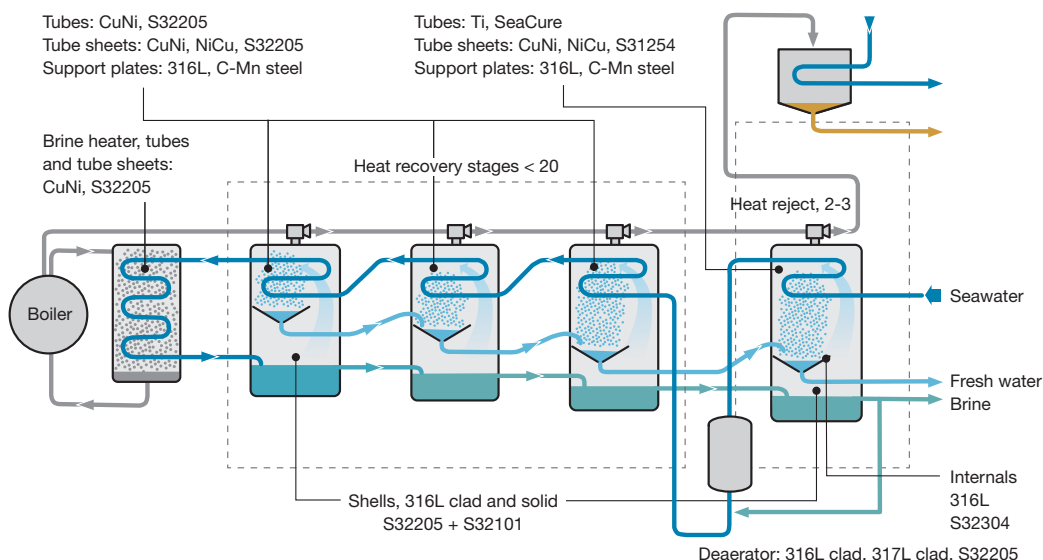 Tubes: CuNi, S32205
Tube sheets: CuNi, NiCu, S32205
Support plates: 316L, C-Mn steel
Tubes: Ti, SeaCure
Tube sheets: CuNi, NiCu, S31254
Support plates: 316L, C-Mn steel
Brine heater, tubes
and tube sheets:
CuNi, S32205
Heat recovery stages < 20
Heat reject, 2-3
Boiler
Seawater
Fresh water
Brine
Shells, 316L clad and solid
S32205 + S32101
Internals
316L
S32304
Deaerator: 316L clad, 317L clad, S32205